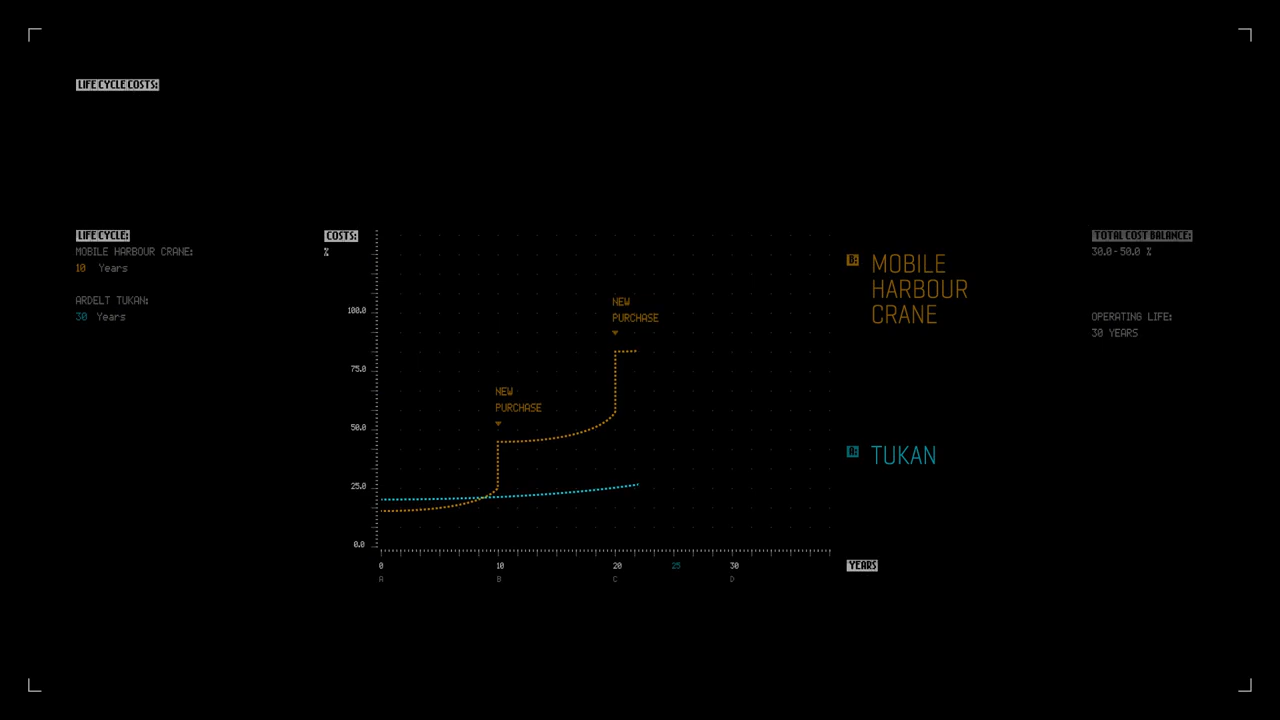 LIFE CYCLE COSTS:
LIFE CYCLE:
MOBILE HARBOUR CRANE:
10 Years
ARDELT TUKAN:
30 Years
COSTS:
%
100.0
75.0
50.0
25.0
0.0
NEW
PURCHASE
NEW
PURCHASE
0 10 20 25 30
A B C D
YEARS
B: MOBILE
HARBOUR
CRANE
A: TUKAN
TOTAL COST BALANCE:
30.0-50.0 %
OPERATING LIFE:
30 YEARS